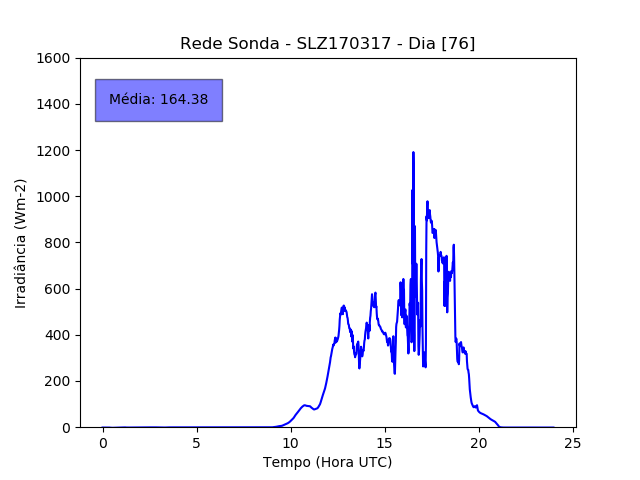 Rede Sonda - SLZ170317 - Dia [76]
1600
1400
1200
1000
800
600
400
200
0
Irradiância (Wm-2)
Média: 164.38
0 5 10 15 20 25
Tempo (Hora UTC)